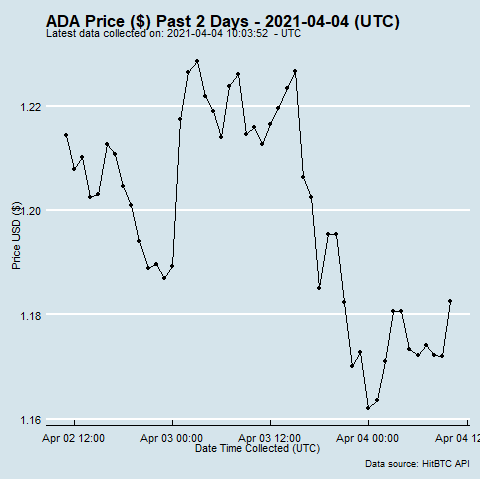 ADA Price ($) Past 2 Days - 2021-04-04 (UTC)
Latest data collected on: 2021-04-04 10:03:52 - UTC
1.22
1.20
1.18
1.16
Price USD ($)
Apr 02 12:00
Apr 03 00:00
Apr 03 12:00
Apr 04 00:00
Apr 04 12
Date Time Collected (UTC)
Data source: HitBTC API